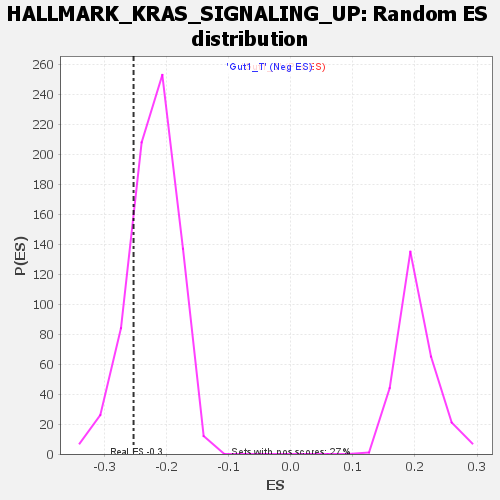 HALLMARK_KRAS_SIGNALING_UP: Random ES
distribution
'Gut1_T' (Neg ES)
ES)
260
240
220
200
180
160
140
120
100
80
60
40
20
0
P(ES)
Real ES -0.3
Sets with pos scores: 27%
-0.3 -0.2 -0.1 0.0 0.1 0.2 0.3
ES